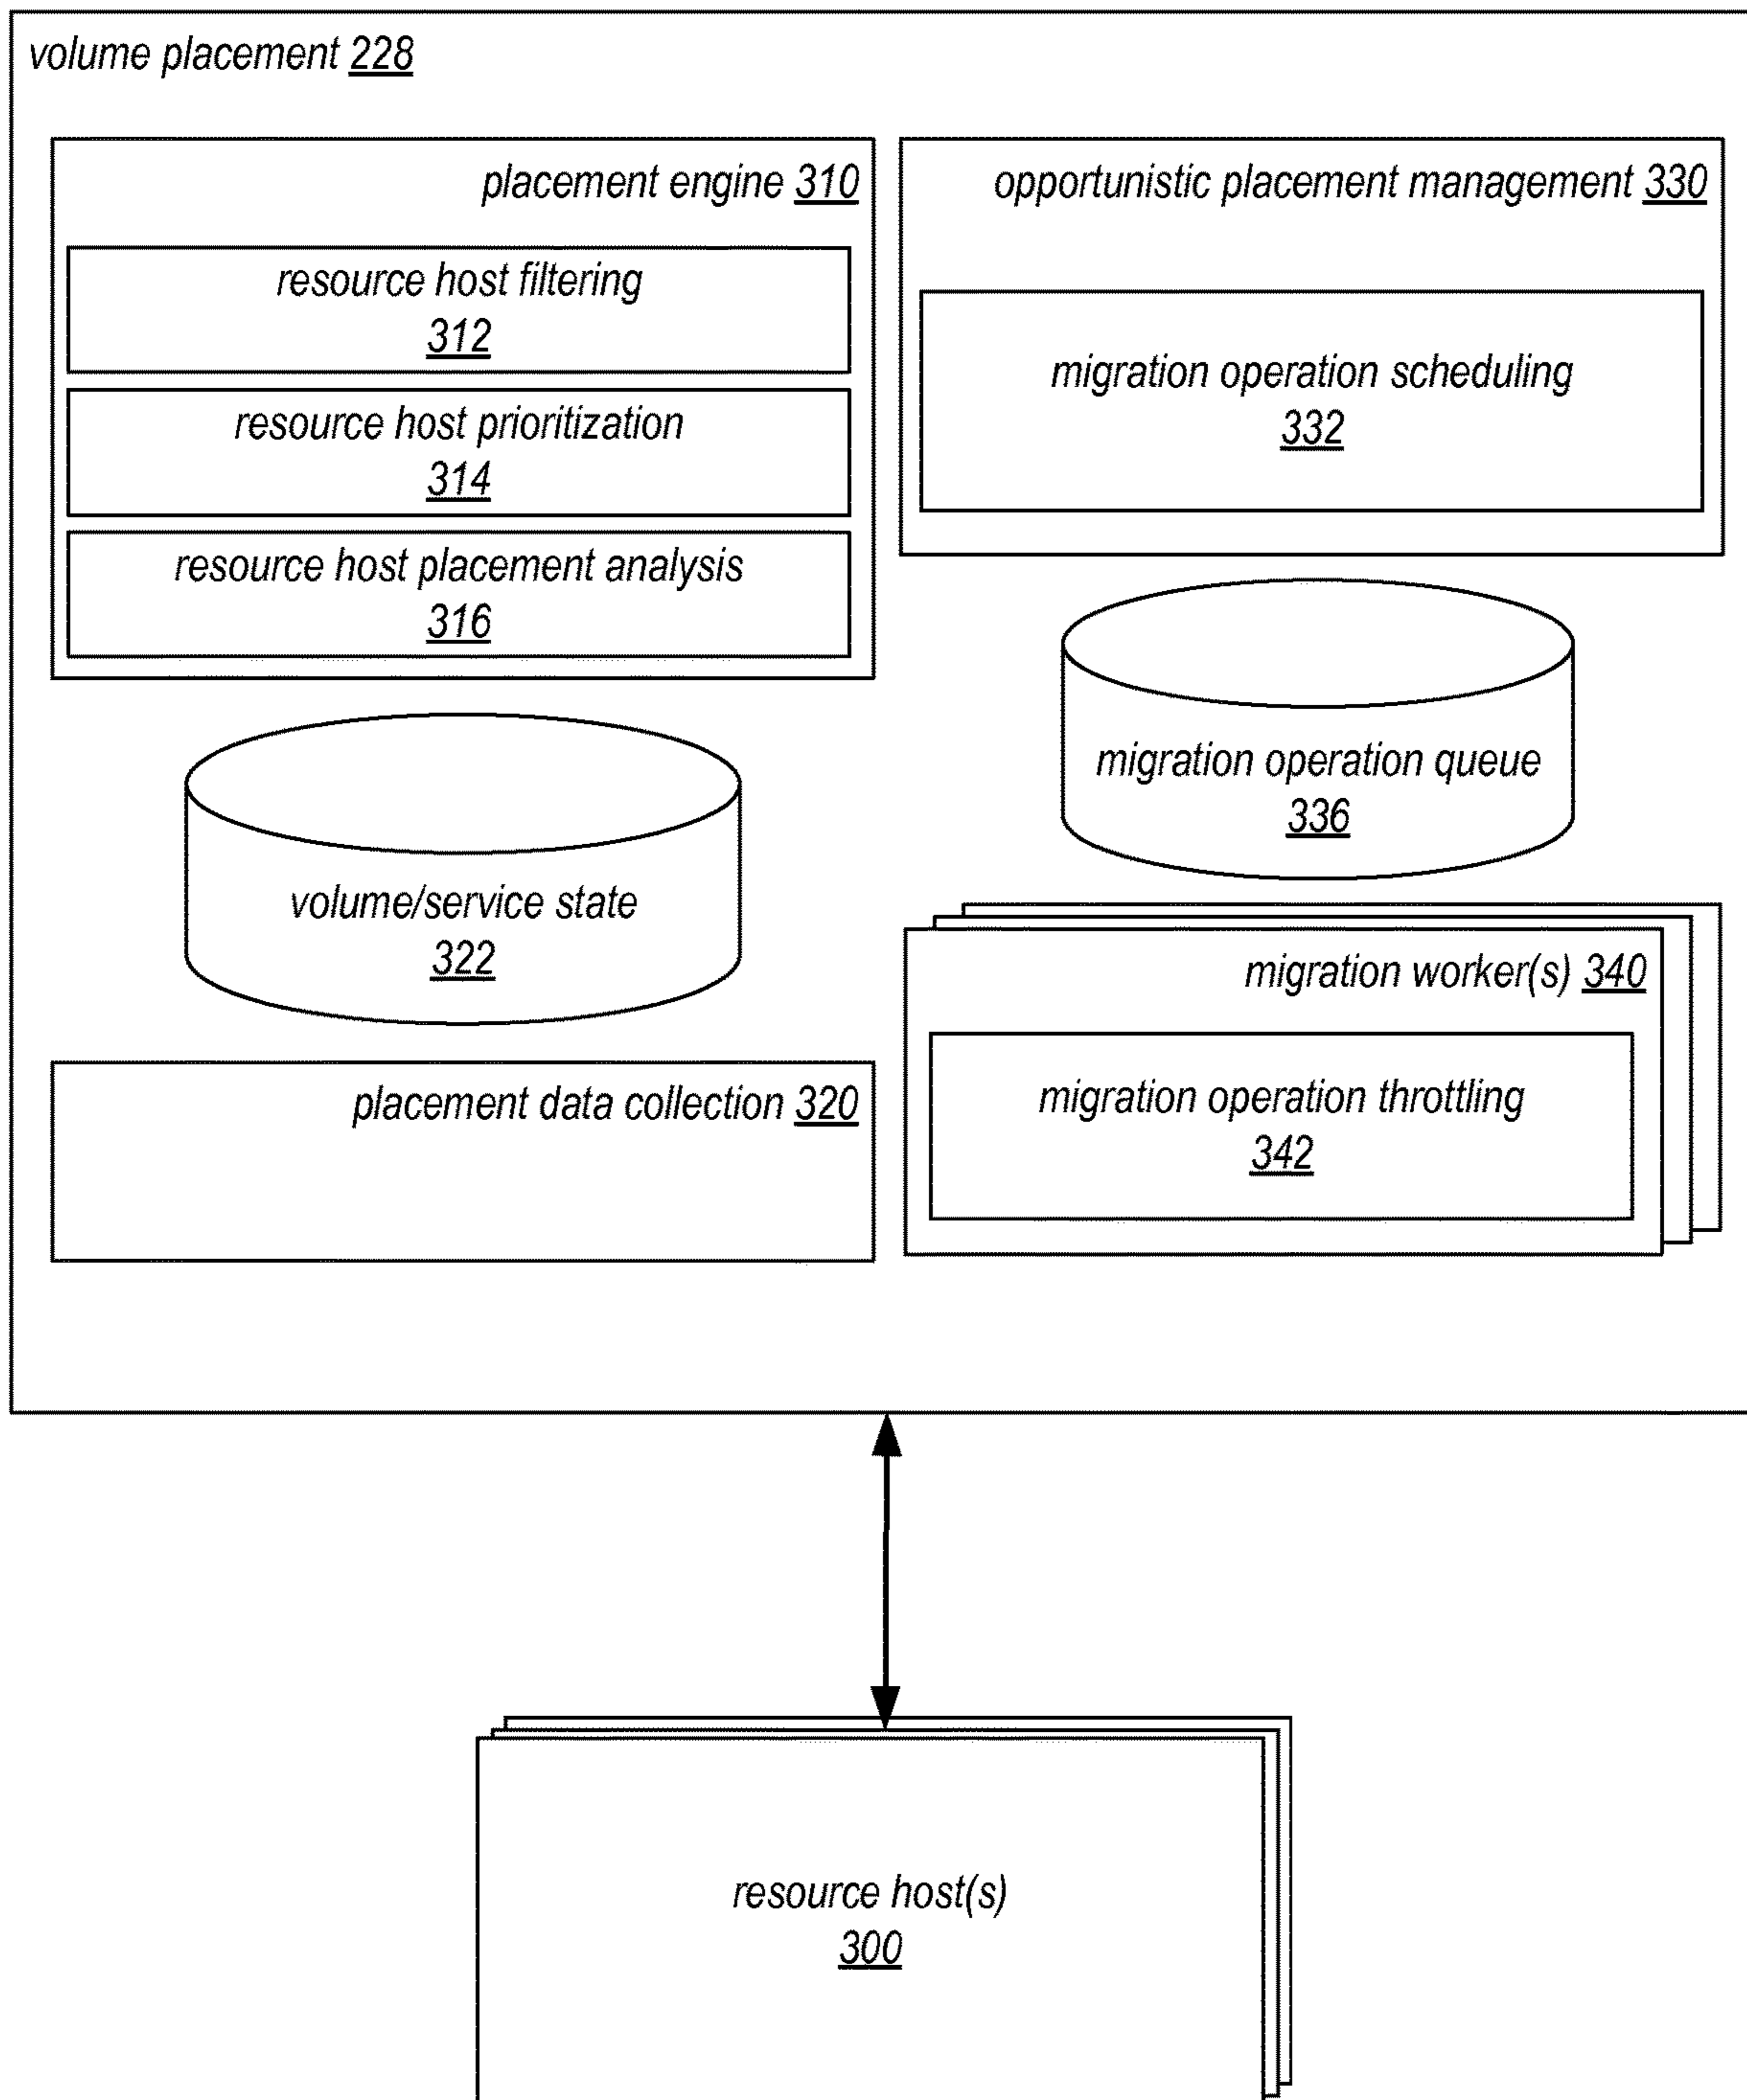 volume placement 228
placement engine 310
resource host filtering
312
resource host prioritization
314
resource host placement analysis
316
volume/service state
322
placement data collection 320
opportunistic placement management 330
migration operation scheduling
332
migration operation queue
336
migration worker(s) 340
migration operation throttling
342
resource host(s)
300